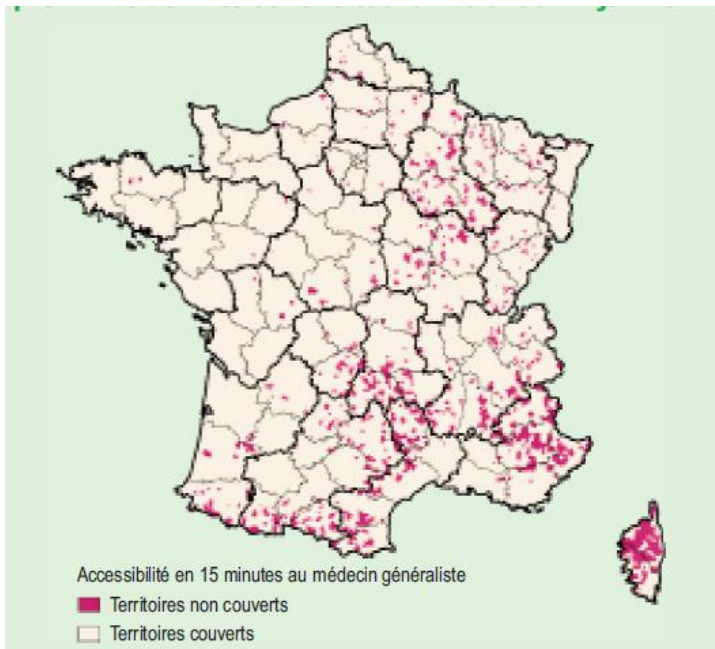 Accessibilité en 15 minutes au médecin généraliste
Territoires non couverts
Territoires couverts